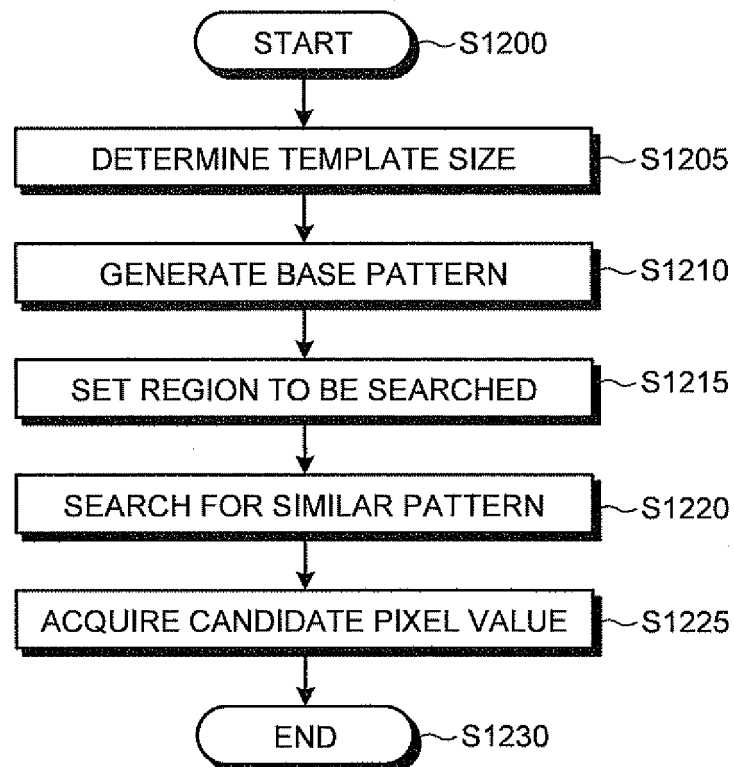 START S1200
DETERMINE TEMPLATE SIZE S1205
GENERATE BASE PATTERN S1210
SET REGION TO BE SEARCHED S1215
SEARCH FOR SIMILAR PATTERN S1220
ACQUIRE CANDIDATE PIXEL VALUE S1225
END S1230